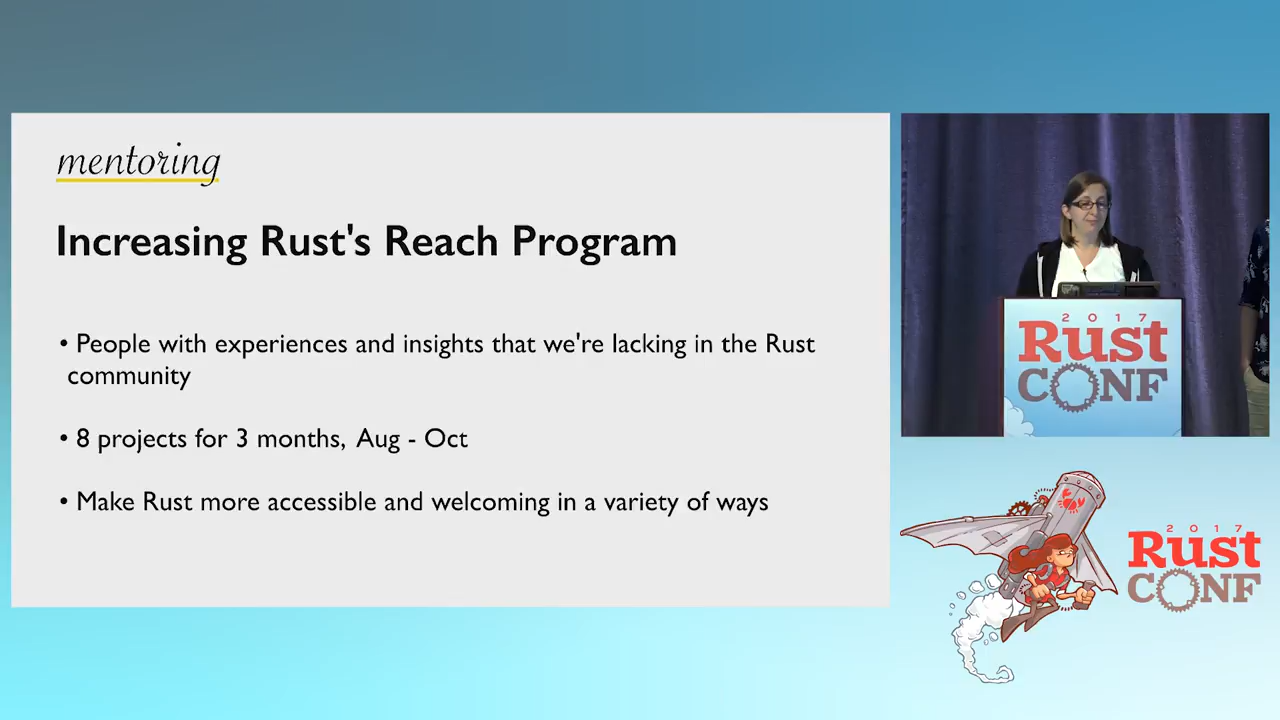 mentoring
Increasing Rust's Reach Program
• People with experiences and insights that we're lacking in the Rust
community
• 8 projects for 3 months, Aug - Oct
• Make Rust more accessible and welcoming in a variety of ways
2017
Rust
CONF
2017
Rust
CONF